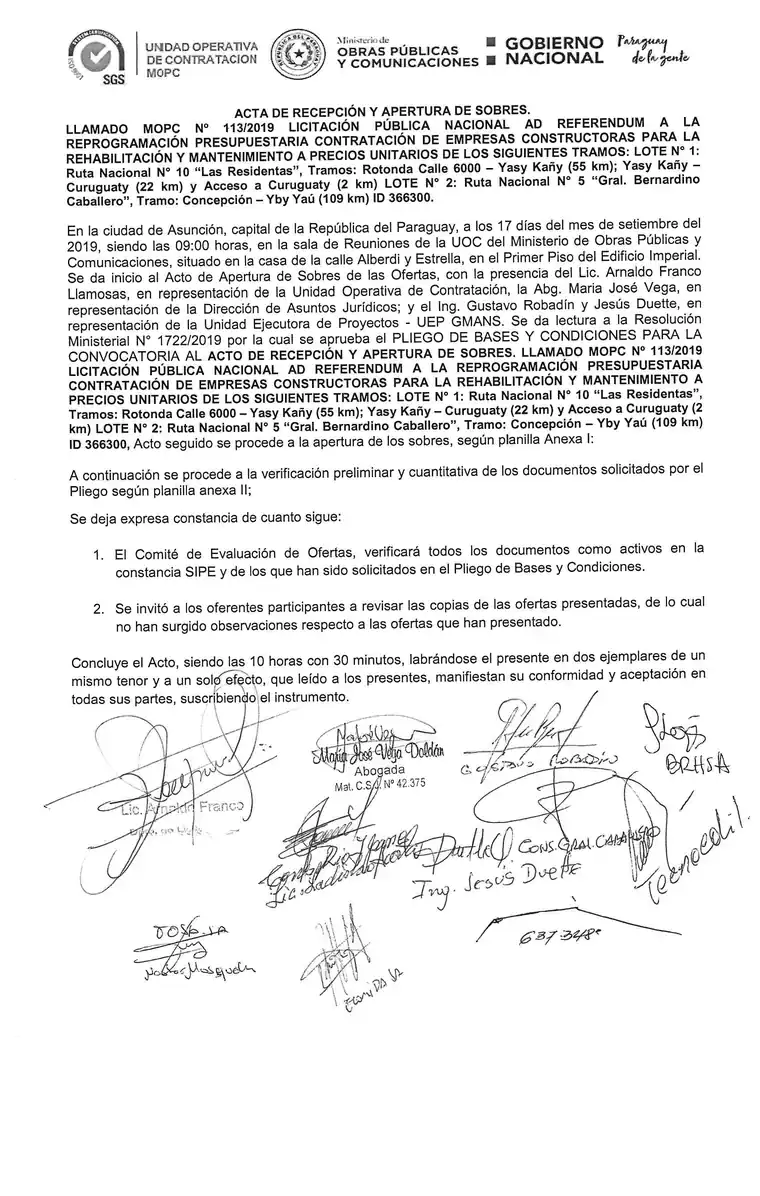 SYSTEM CERTIFICATION
ISO 9001
SGS
UNIDAD OPERATIVA
DE CONTRATACION
MOPC
REPUBLICA DEL PARAGUAY
Ministerio de
OBRAS PÚBLICAS
Y COMUNICACIONES
GOBIERNO
NACIONAL
Paraguay
de la gente
ACTA DE RECEPCIÓN Y APERTURA DE SOBRES.
LLAMADO MOPC Nº 113/2019 LICITACIÓN PÚBLICA NACIONAL AD REFERENDUM A LA
REPROGRAMACIÓN PRESUPUESTARIA CONTRATACIÓN DE EMPRESAS CONSTRUCTORAS PARA LA
REHABILITACIÓN Y MANTENIMIENTO A PRECIOS UNITARIOS DE LOS SIGUIENTES TRAMOS: LOTE N° 1:
Ruta Nacional N° 10 “Las Residentas”, Tramos: Rotonda Calle 6000 – Yasy Kañy (55 km); Yasy Kañy –
Curuguaty (22 km) y Acceso a Curuguaty (2 km) LOTE N° 2: Ruta Nacional N° 5 “Gral. Bernardino
Caballero”, Tramo: Concepción – Yby Yaú (109 km) ID 366300.
En la ciudad de Asunción, capital de la República del Paraguay, a los 17 días del mes de setiembre del
2019, siendo las 09:00 horas, en la sala de Reuniones de la UOC del Ministerio de Obras Públicas y
Comunicaciones, situado en la casa de la calle Alberdi y Estrella, en el Primer Piso del Edificio Imperial.
Se da inicio al Acto de Apertura de Sobres de las Ofertas, con la presencia del Lic. Arnaldo Franco
Llamosas, en representación de la Unidad Operativa de Contratación, la Abg. Maria José Vega, en
representación de la Dirección de Asuntos Jurídicos; y el Ing. Gustavo Robadín y Jesús Duette, en
representación de la Unidad Ejecutora de Proyectos - UEP GMANS. Se da lectura a la Resolución
Ministerial N° 1722/2019 por la cual se aprueba el PLIEGO DE BASES Y CONDICIONES PARA LA
CONVOCATORIA AL ACTO DE RECEPCIÓN Y APERTURA DE SOBRES. LLAMADO MOPC Nº 113/2019
LICITACIÓN PÚBLICA NACIONAL AD REFERENDUM A LA REPROGRAMACIÓN PRESUPUESTARIA
CONTRATACIÓN DE EMPRESAS CONSTRUCTORAS PARA LA REHABILITACIÓN Y MANTENIMIENTO A
PRECIOS UNITARIOS DE LOS SIGUIENTES TRAMOS: LOTE N° 1: Ruta Nacional N° 10 “Las Residentas”,
Tramos: Rotonda Calle 6000 – Yasy Kañy (55 km); Yasy Kañy – Curuguaty (22 km) y Acceso a Curuguaty (2
km) LOTE N° 2: Ruta Nacional N° 5 “Gral. Bernardino Caballero”, Tramo: Concepción – Yby Yaú (109 km)
ID 366300, Acto seguido se procede a la apertura de los sobres, según planilla Anexa I:
A continuación se procede a la verificación preliminar y cuantitativa de los documentos solicitados por el
Pliego según planilla anexa II;
Se deja expresa constancia de cuanto sigue:
1. El Comité de Evaluación de Ofertas, verificará todos los documentos como activos en la
constancia SIPE y de los que han sido solicitados en el Pliego de Bases y Condiciones.
2. Se invitó a los oferentes participantes a revisar las copias de las ofertas presentadas, de lo cual
no han surgido observaciones respecto a las ofertas que han presentado.
Concluye el Acto, siendo las 10 horas con 30 minutos, labrándose el presente en dos ejemplares de un
mismo tenor y a un solo efecto, que leído a los presentes, manifiestan su conformidad y aceptación en
todas sus partes, suscribiendo el instrumento.
María José Vega Doldán
Abogada
Mat. C.S.J. N° 42.375
GUSTAVO ROBADÍN
BRHSA
Lic. Arnaldo Franco
CONS. GRAL. CABALLERO
Ing. Jesús Duette
Tecnoedil.
TOSA SA